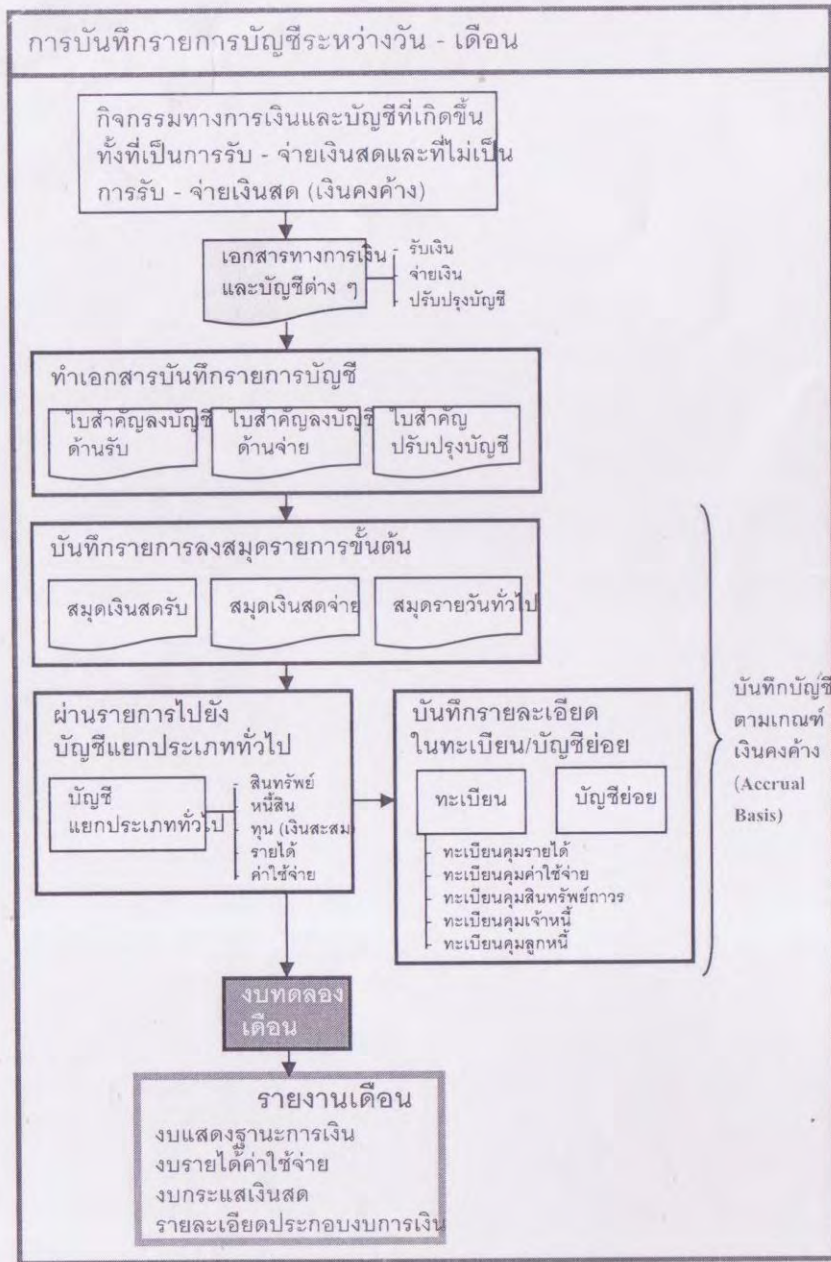 การบันทึกรายการบัญชีระหว่างวัน - เดือน
กิจกรรมทางการเงินและบัญชีที่เกิดขึ้น
ทั้งที่เป็นการรับ - จ่ายเงินสดและที่ไม่เป็น
การรับ - จ่ายเงินสด (เงินคงค้าง)
เอกสารทางการเงิน
และบัญชีต่าง ๆ
- รับเงิน
- จ่ายเงิน
- ปรับปรุงบัญชี
ทำเอกสารบันทึกรายการบัญชี
ใบสำคัญลงบัญชี
ด้านรับ
ใบสำคัญลงบัญชี
ด้านจ่าย
ใบสำคัญ
ปรับปรุงบัญชี
บันทึกรายการลงสมุดรายการขั้นต้น
สมุดเงินสดรับ
สมุดเงินสดจ่าย
สมุดรายวันทั่วไป
ผ่านรายการไปยัง
บัญชีแยกประเภททั่วไป
บัญชี
แยกประเภททั่วไป
- สินทรัพย์
- หนี้สิน
- ทุน (เงินสะสม)
- รายได้
- ค่าใช้จ่าย
บันทึกรายละเอียด
ในทะเบียน/บัญชีย่อย
ทะเบียน
บัญชีย่อย
- ทะเบียนคุมรายได้
- ทะเบียนคุมค่าใช้จ่าย
- ทะเบียนคุมสินทรัพย์ถาวร
- ทะเบียนคุมเจ้าหนี้
- ทะเบียนคุมลูกหนี้
บันทึกบัญชี
ตามเกณฑ์
เงินคงค้าง
(Accrual
Basis)
งบทดลอง
เดือน
รายงานเดือน
งบแสดงฐานะการเงิน
งบรายได้ค่าใช้จ่าย
งบกระแสเงินสด
รายละเอียดประกอบงบการเงิน